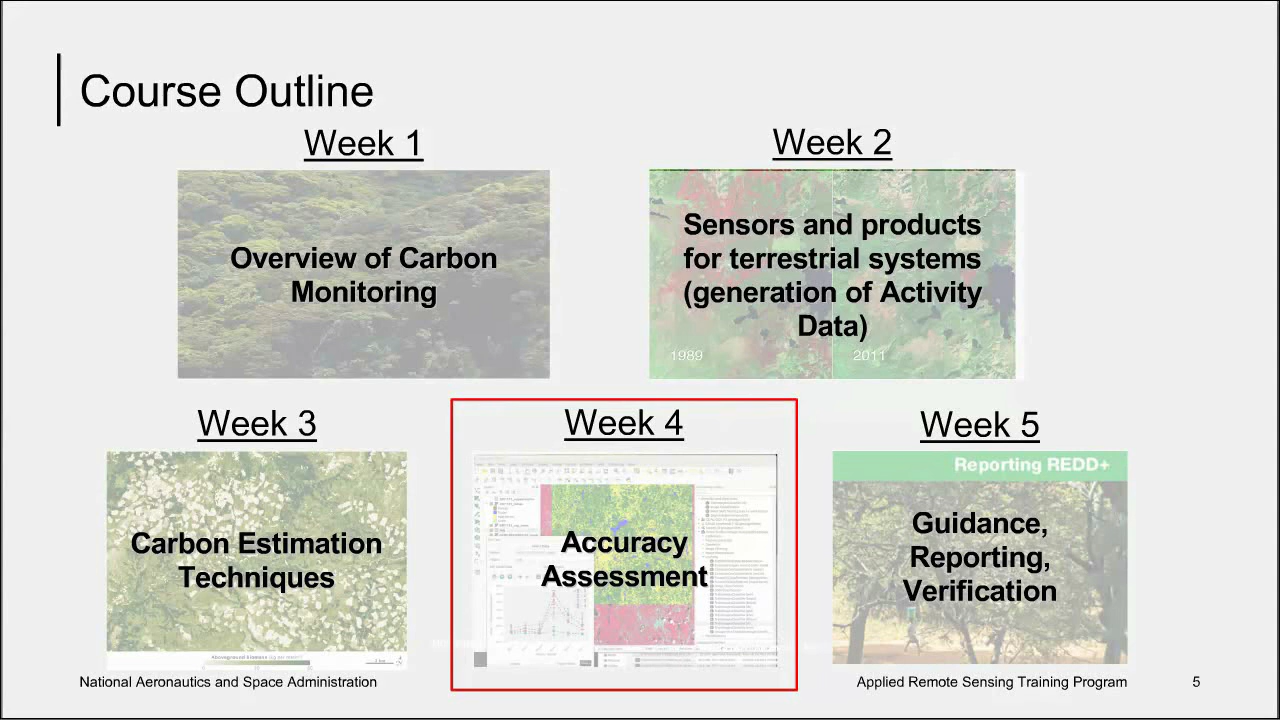 Course Outline
Week 1
Overview of Carbon
Monitoring
Week 2
Sensors and products
for terrestrial systems
(generation of Activity
Data)
1989
2011
Week 3
Carbon Estimation
Techniques
Week 4
Accuracy
Assessment
Week 5
Reporting REDD+
Guidance,
Reporting,
Verification
National Aeronautics and Space Administration
Applied Remote Sensing Training Program
5